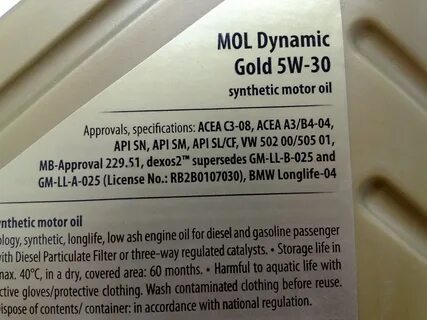 MOL Dynamic
Gold 5W-30
synthetic motor oil
Approvals, specifications: ACEA C3-08, ACEA A3/B4-04,
API SN, API SM, API SL/CF, VW 502 00/505 01,
MB-Approval 229.51, dexos2™ supersedes GM-LL-B-025 and
GM-LL-A-025 (License No.: RB2B0107030), BMW Longlife-04
synthetic motor oil
synthetic, longlife, low ash engine oil for diesel and gasoline passenger
with Diesel Particulate Filter or three-way regulated catalysts. • Storage life in
max. 40°C, in a dry, covered area: 60 months. • Harmful to aquatic life with
protective gloves/protective clothing. Wash contaminated clothing before reuse.
Dispose of contents/ container: in accordance with national regulation.